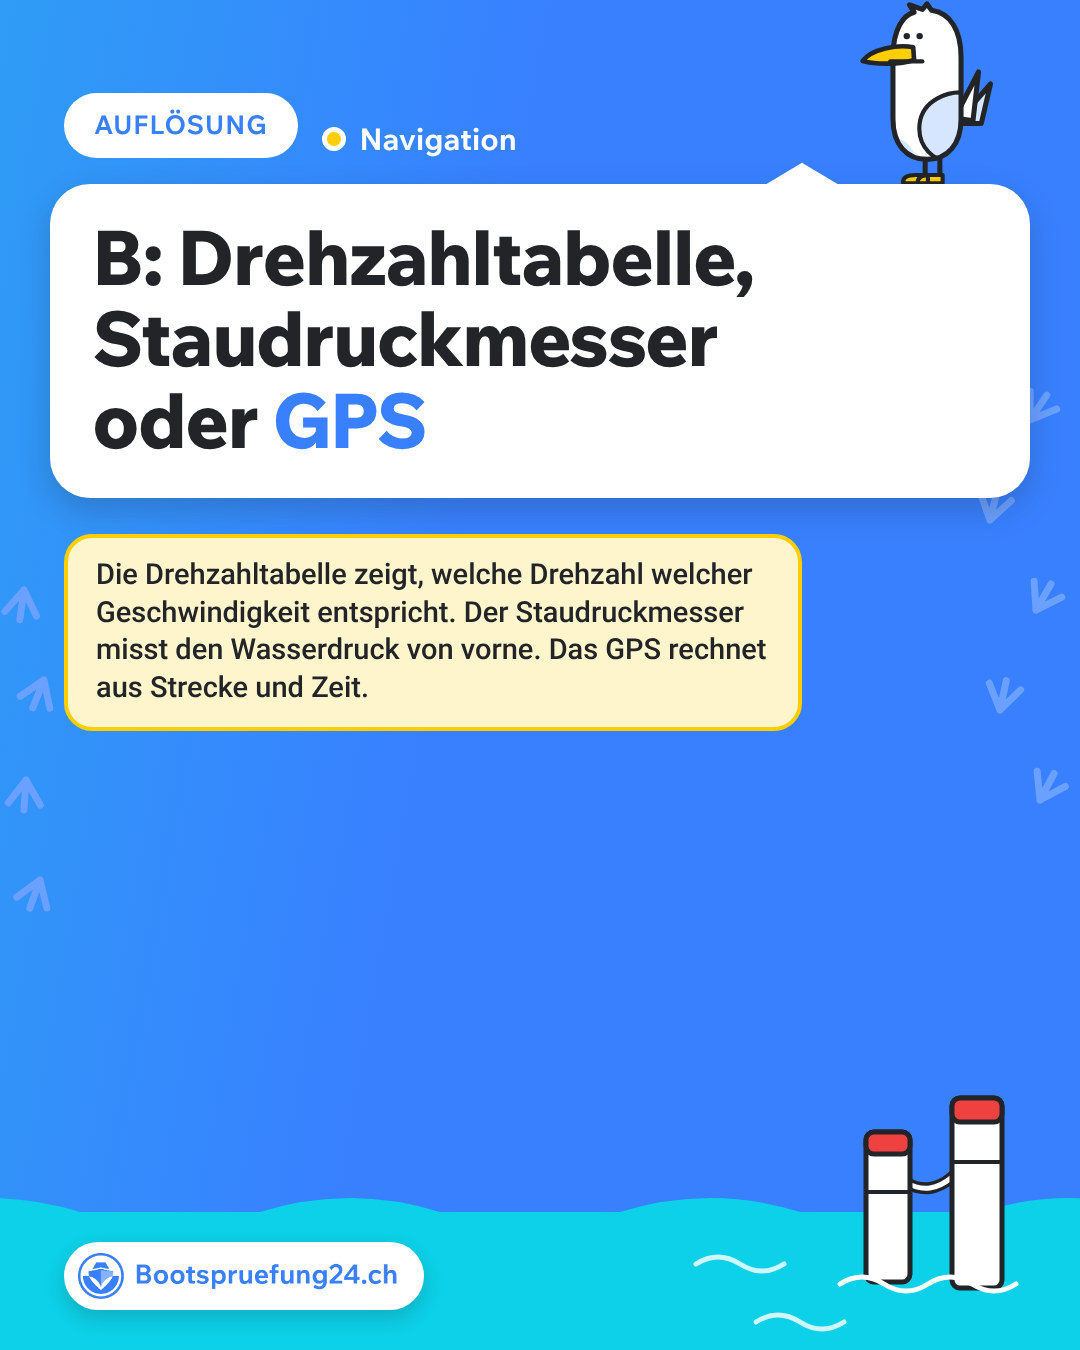 AUFLÖSUNG
Navigation
B: Drehzahltabelle,
Staudruckmesser
oder GPS
Die Drehzahltabelle zeigt, welche Drehzahl welcher
Geschwindigkeit entspricht. Der Staudruckmesser
misst den Wasserdruck von vorne. Das GPS rechnet
aus Strecke und Zeit.
Bootspruefung24.ch